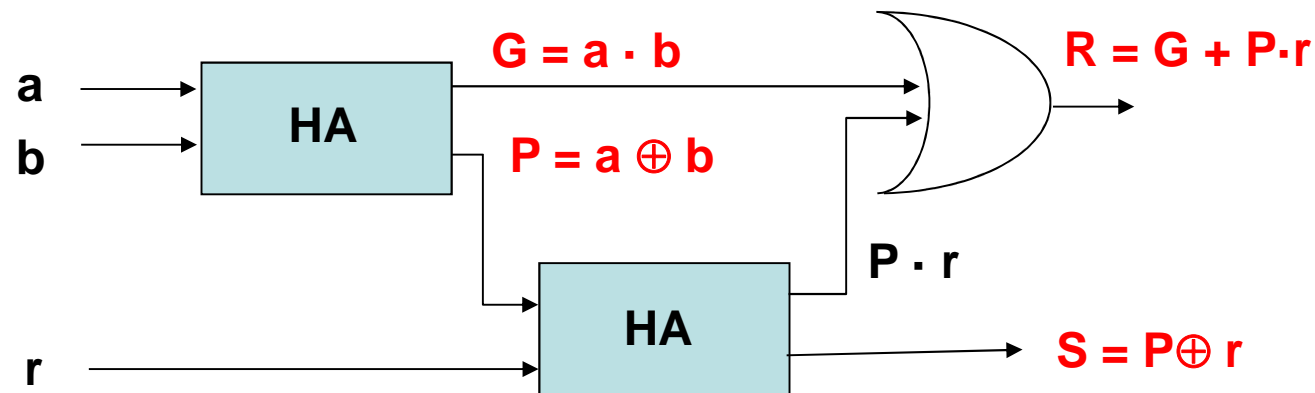 G = a · b
R = G + P·r
a
HA
b
P = a ⊕ b
P · r
HA
S = P⊕ r
r